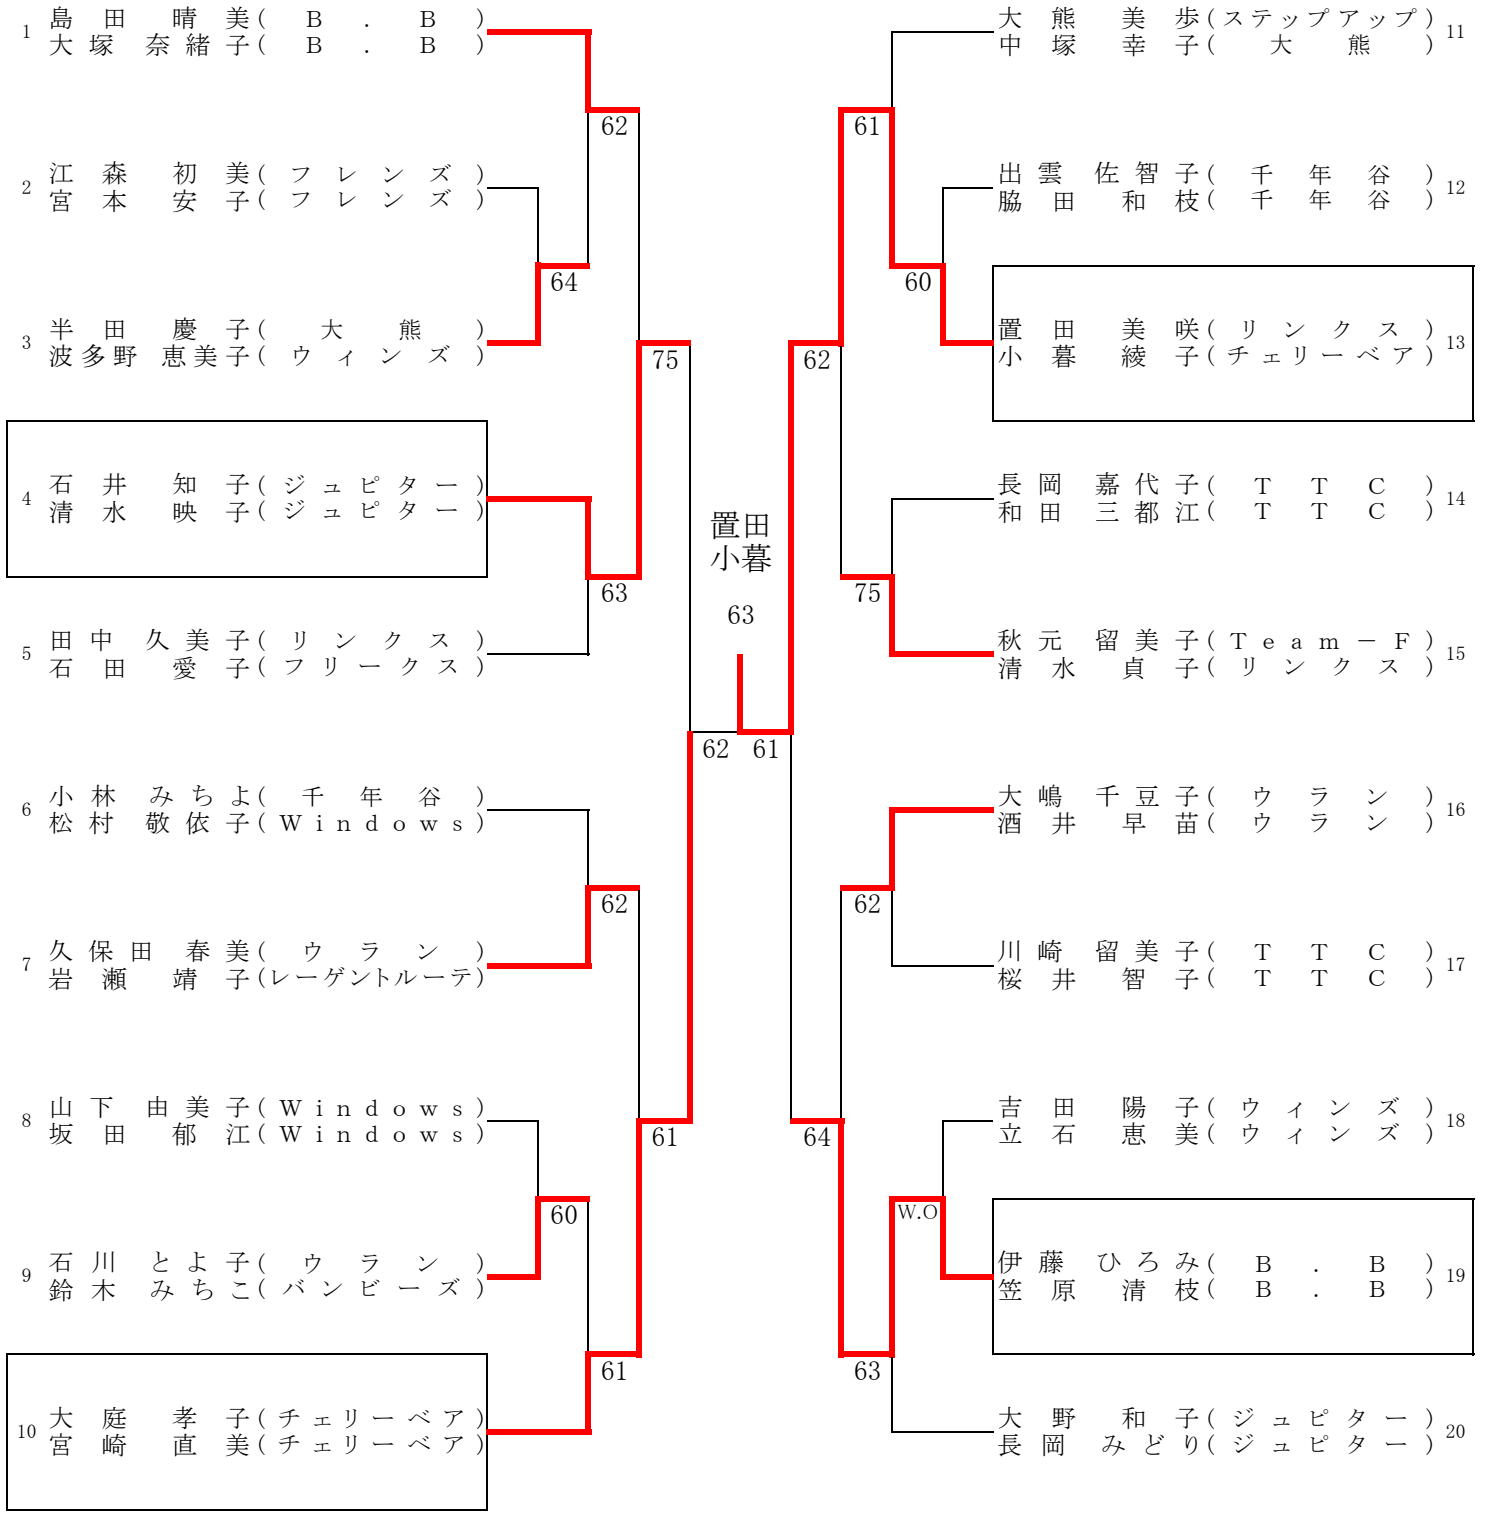 1 島田 晴美(B.B)
大塚 奈緒子(B.B)
62
2 江森 初美(フレンズ)
宮本 安子(フレンズ)
64
3 半田 慶子(大熊)
波多野 恵美子(ウィンズ)
75
4 石井 知子(ジュピター)
清水 映子(ジュピター)
63
5 田中 久美子(リンクス)
石田 愛子(フリークス)
62
6 小林 みちよ(千年谷)
松村 敬依子(Windows)
62
7 久保田 春美(ウラン)
岩瀬 靖子(レーゲントルーテ)
8 山下 由美子(Windows)
坂田 郁江(Windows)
61
60
9 石川 とよ子(ウラン)
鈴木 みちこ(バンビーズ)
61
10 大庭 孝子(チェリーベア)
宮崎 直美(チェリーベア)
置田
小暮
63
大熊 美歩(ステップアップ) 11
中塚 幸子(大熊)
61
出雲 佐智子(千年谷) 12
脇田 和枝(千年谷)
60
置田 美咲(リンクス) 13
小暮 綾子(チェリーベア)
62
長岡 嘉代子(TTC) 14
和田 三都江(TTC)
75
秋元 留美子(Team－F) 15
清水 貞子(リンクス)
61
大嶋 千豆子(ウラン) 16
酒井 早苗(ウラン)
62
川崎 留美子(TTC) 17
桜井 智子(TTC)
吉田 陽子(ウィンズ) 18
立石 恵美(ウィンズ)
64
W.O
伊藤 ひろみ(B.B) 19
笠原 清枝(B.B)
63
大野 和子(ジュピター) 20
長岡 みどり(ジュピター)